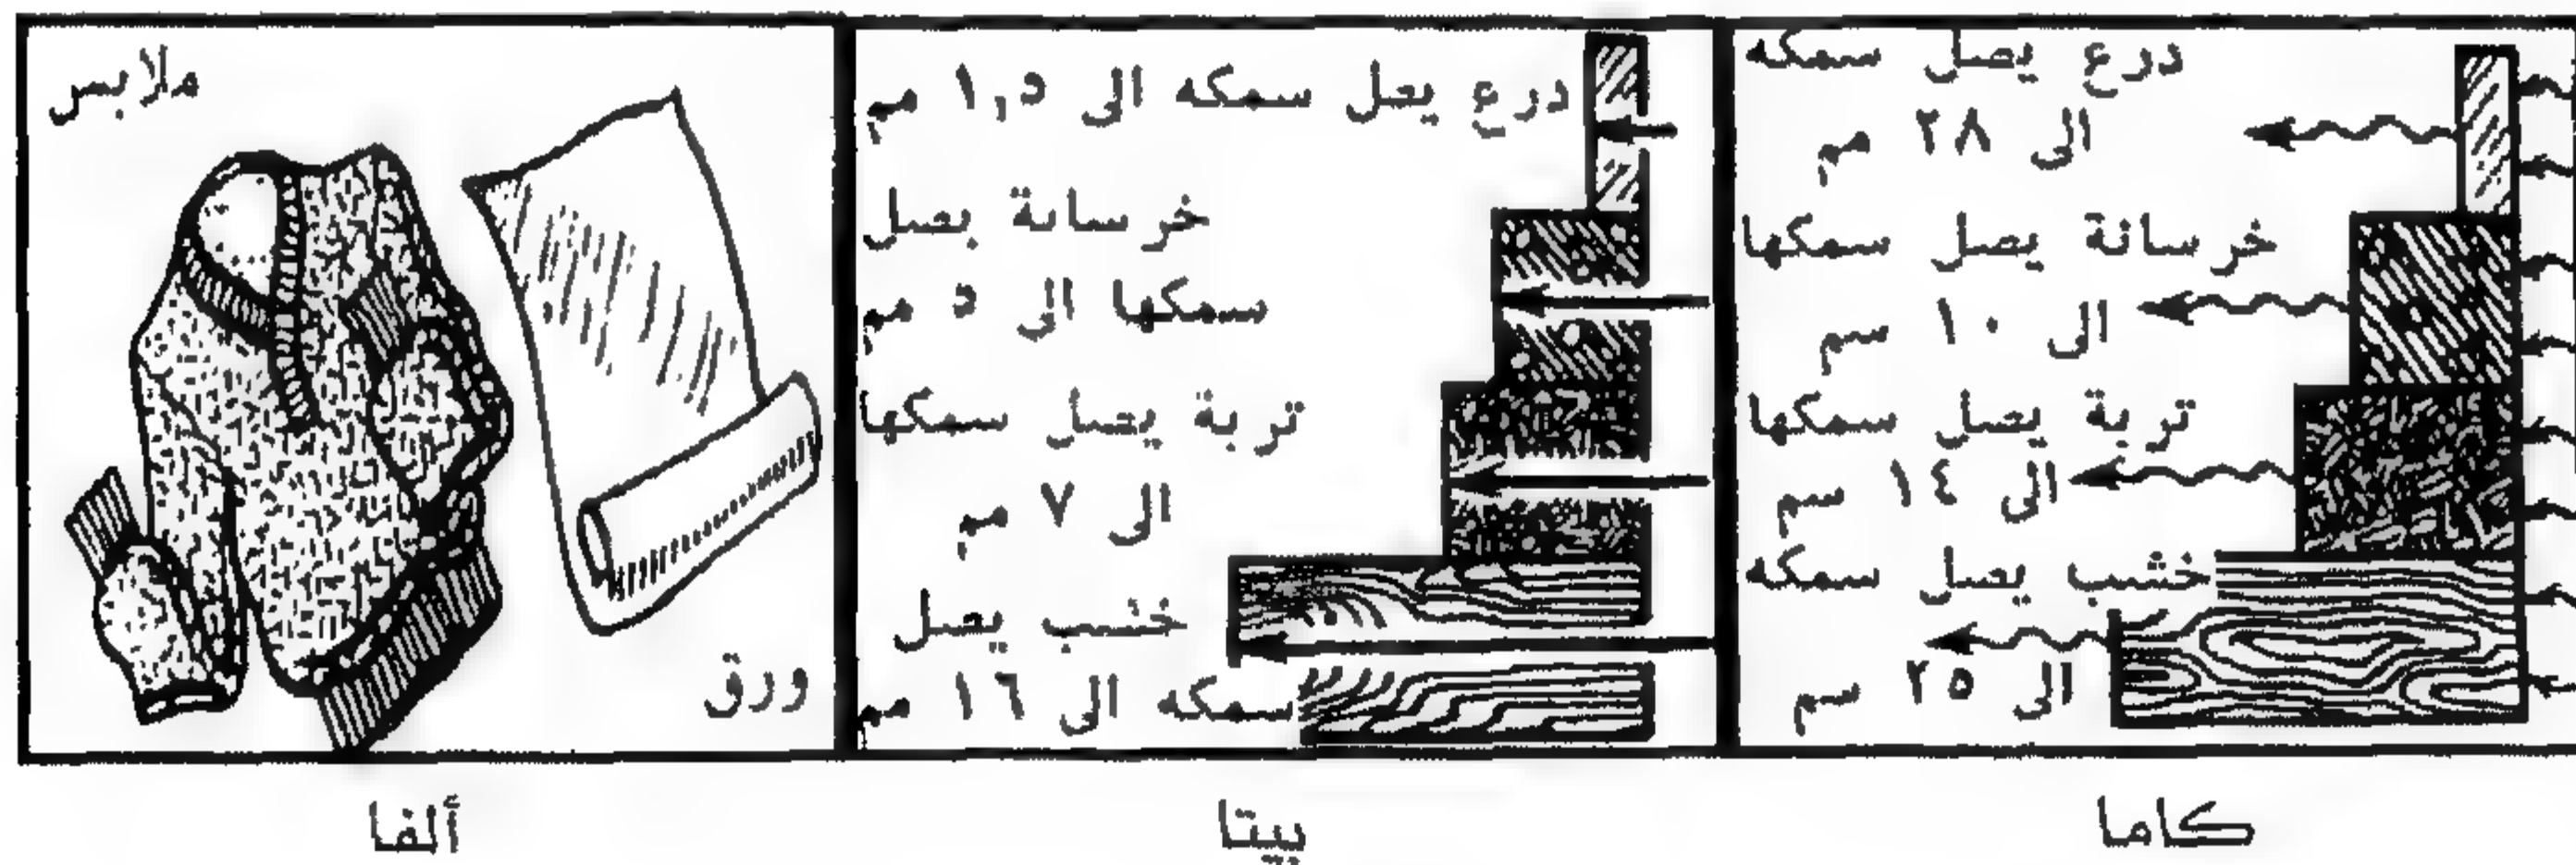 درع يصل سمكه
الى ٢٨ مم
خرسانة يصل سمكها
الى ١٠ سم
تربة يصل سمكها
الى ١٤ سم
خشب يصل سمكه
الى ٢٥ سم
كاما
درع يصل سمكه الى ١,٥ مم
خرسانة يصل
سمكها الى ٥ مم
تربة يصل سمكها
الى ٧ مم
خشب يصل
سمكه الى ١٦ مم
بيتا
ملابس
ورق
ألفا